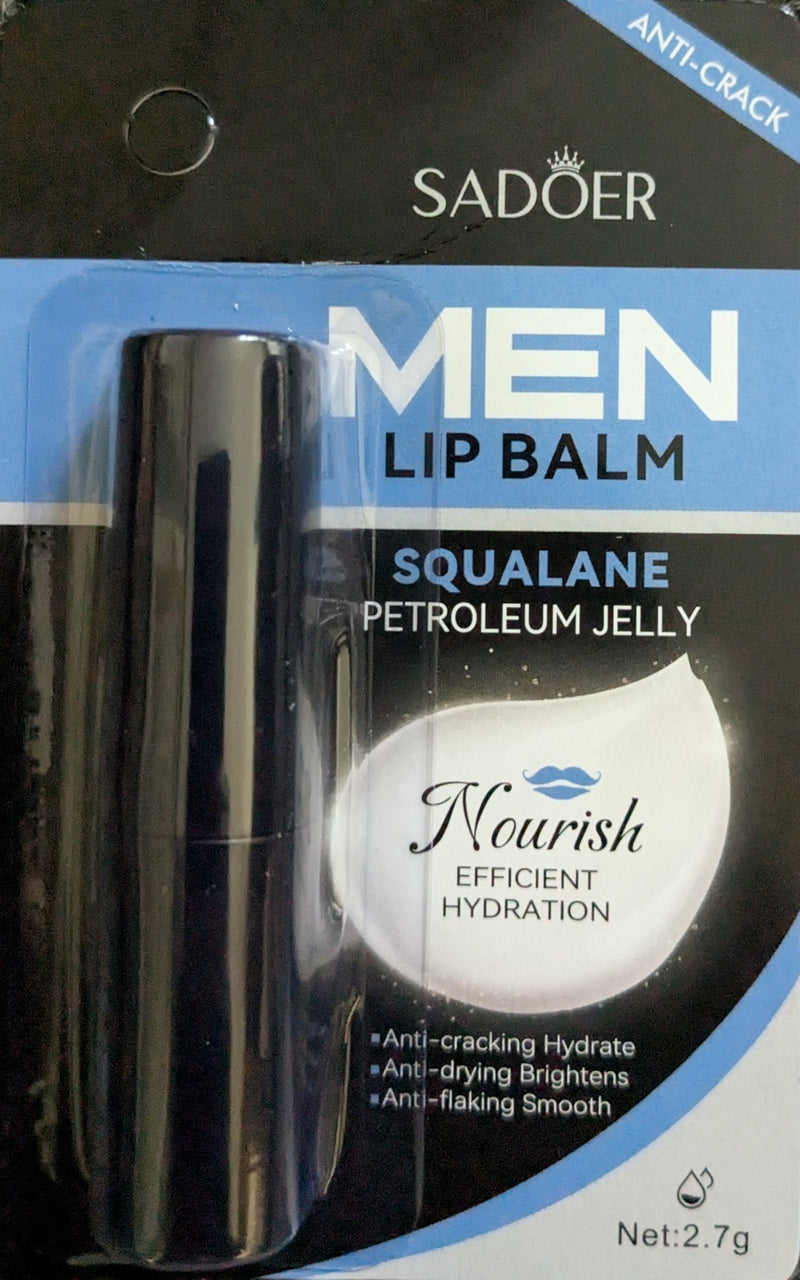 ANTI-CRACK
SADOER
MEN
LIP BALM
SQUALANE
PETROLEUM JELLY
Nourish
EFFICIENT
HYDRATION
▪Anti-cracking Hydrate
▪Anti-drying Brightens
▪Anti-flaking Smooth
Net:2.7g